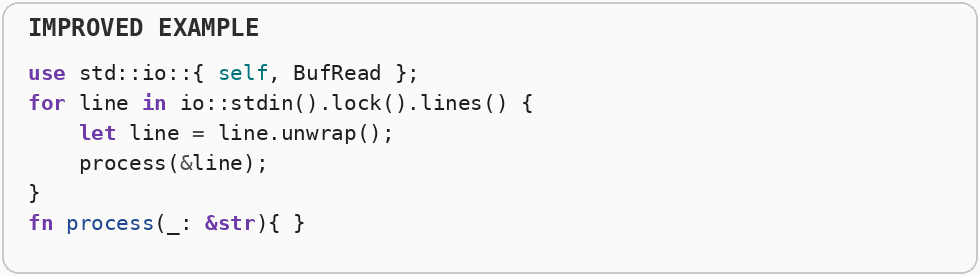 IMPROVED EXAMPLE
use std::io::{ self, BufRead };
for line in io::stdin().lock().lines() {
    let line = line.unwrap();
    process(&line);
}
fn process(_: &str){ }